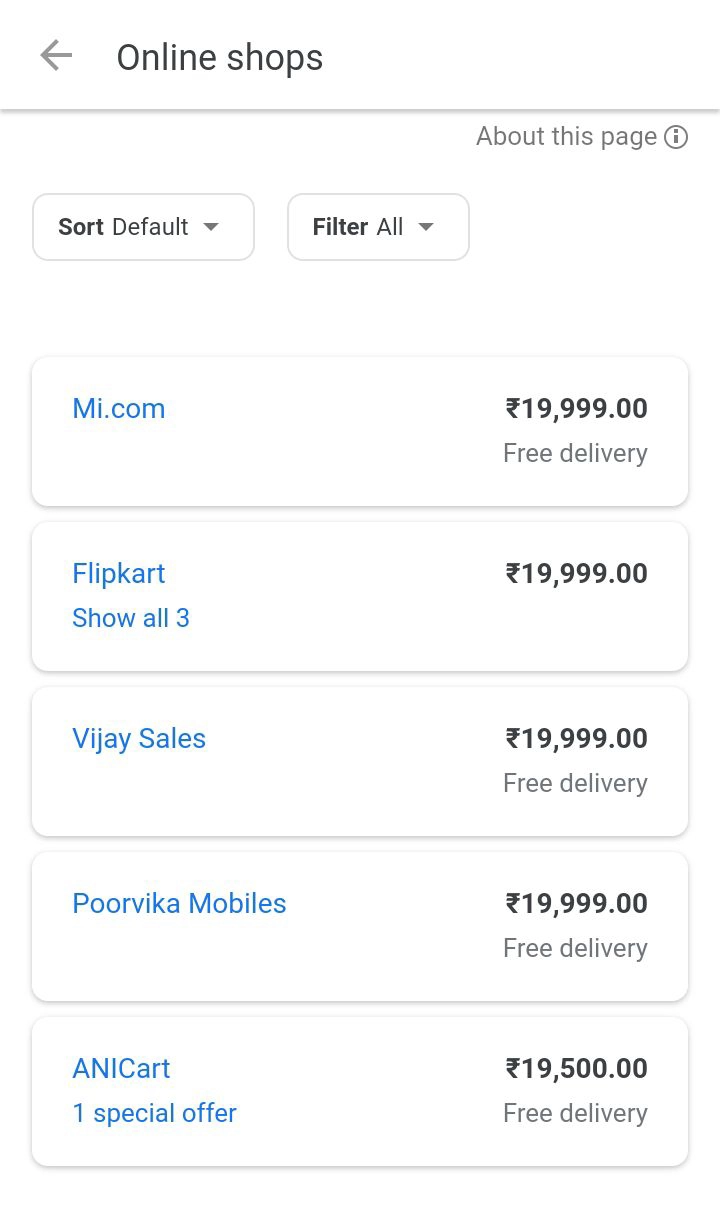 Online shops
About this page
Sort Default
Filter All
Mi.com
₹19,999.00
Free delivery
Flipkart
₹19,999.00
Show all 3
Vijay Sales
₹19,999.00
Free delivery
Poorvika Mobiles
₹19,999.00
Free delivery
ANICart
₹19,500.00
1 special offer
Free delivery